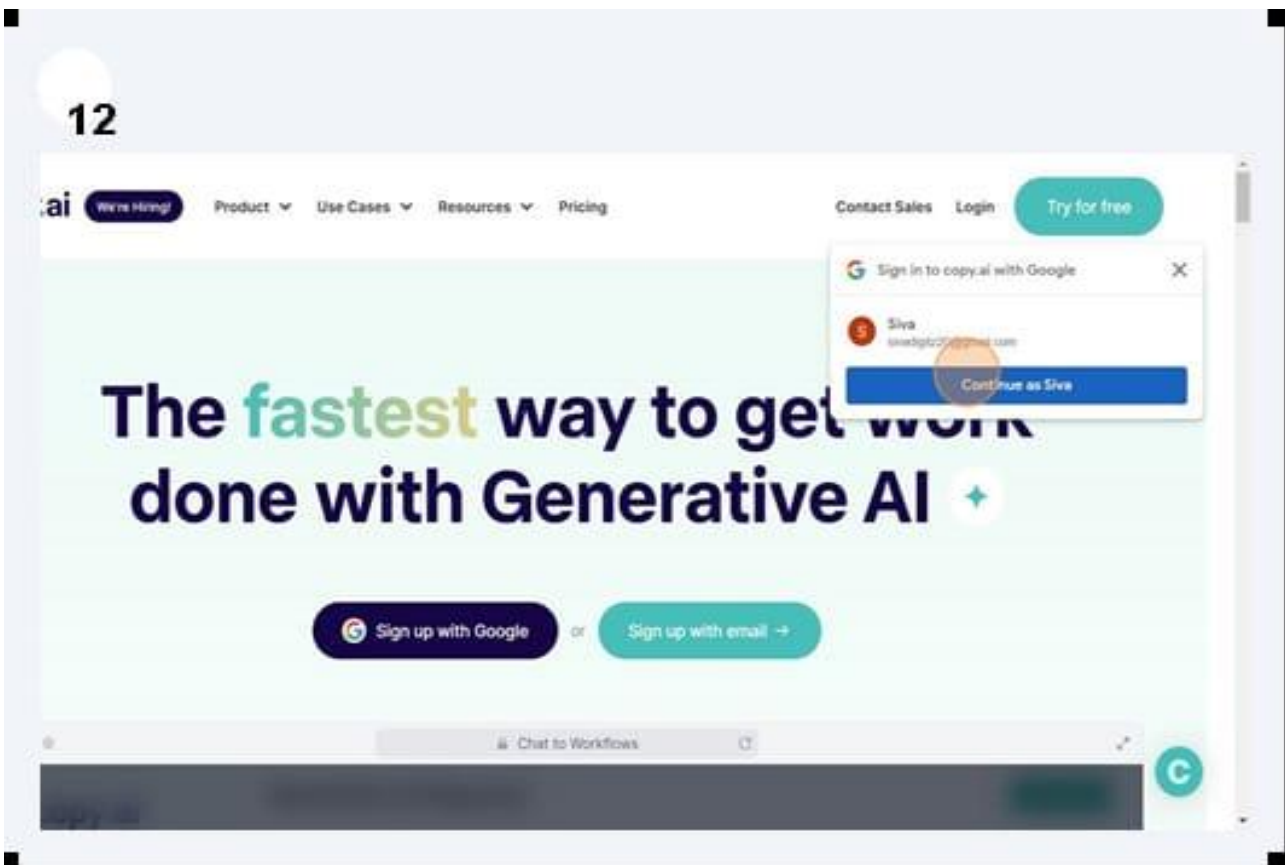 12
.ai We're Hiring! Product Use Cases Resources Pricing Contact Sales Login Try for free
Sign in to copy.ai with Google
S Siva
Continue as Siva
The fastest way to get work
done with Generative AI
Sign up with Google or Sign up with email →
Chat to Workflows
C
copy.ai